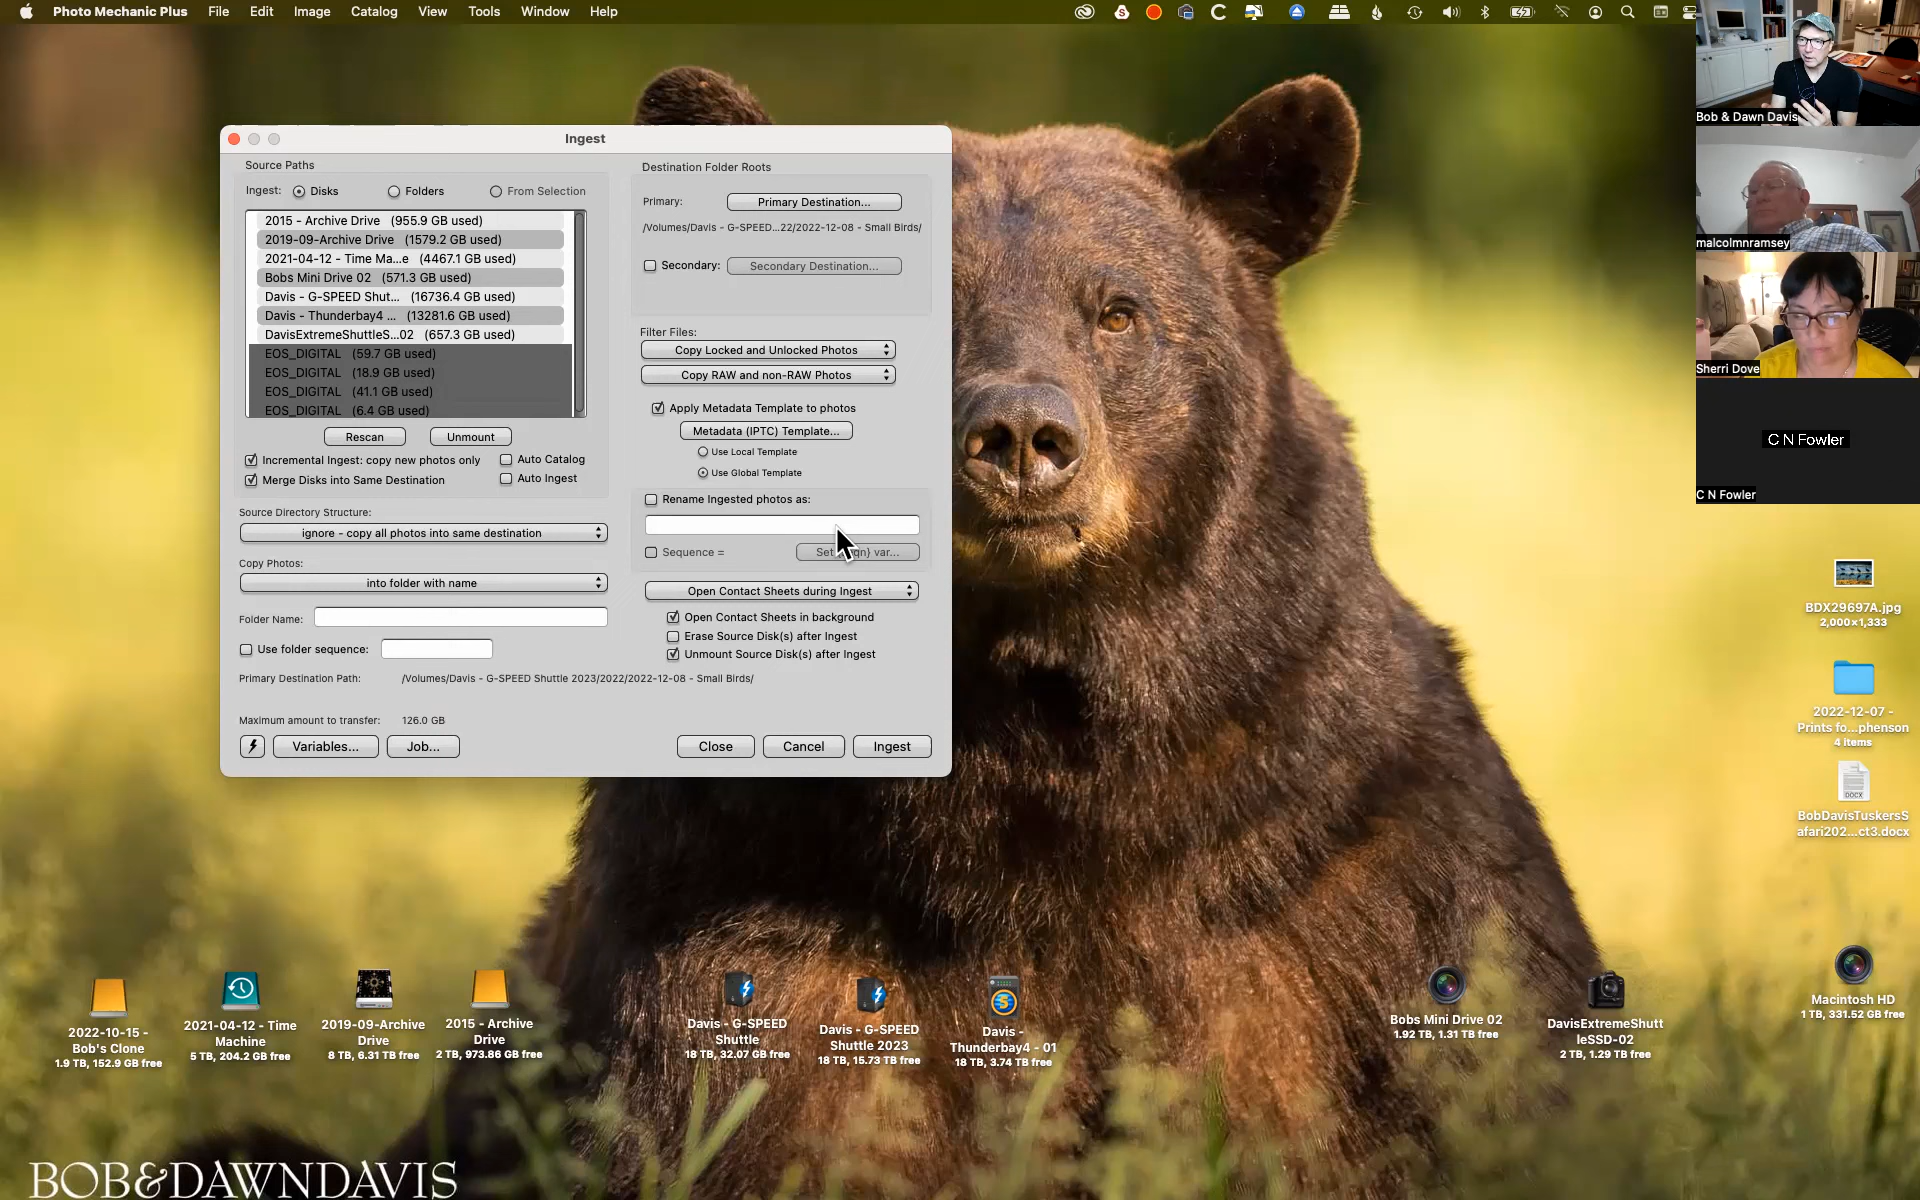 Photo Mechanic Plus File Edit Image Catalog View Tools Window Help
Ingest
Source Paths
Ingest: Disks Folders From Selection
2015 - Archive Drive (955.9 GB used)
2019-09-Archive Drive (1579.2 GB used)
2021-04-12 - Time Ma...e (4467.1 GB used)
Bobs Mini Drive 02 (571.3 GB used)
Davis - G-SPEED Shut... (16736.4 GB used)
Davis - Thunderbay4 ... (13281.6 GB used)
DavisExtremeShuttleS...02 (657.3 GB used)
EOS_DIGITAL (59.7 GB used)
EOS_DIGITAL (18.9 GB used)
EOS_DIGITAL (41.1 GB used)
EOS_DIGITAL (6.4 GB used)
Rescan Unmount
Incremental Ingest: copy new photos only Auto Catalog
Merge Disks into Same Destination Auto Ingest
Source Directory Structure:
ignore - copy all photos into same destination
Copy Photos:
into folder with name
Folder Name:
Use folder sequence:
Primary Destination Path: /Volumes/Davis - G-SPEED Shuttle 2023/2022/2022-12-08 - Small Birds/
Maximum amount to transfer: 126.0 GB
Variables... Job... Close Cancel Ingest
Destination Folder Roots
Primary: Primary Destination...
/Volumes/Davis - G-SPEED...22/2022-12-08 - Small Birds/
Secondary: Secondary Destination...
Filter Files:
Copy Locked and Unlocked Photos
Copy RAW and non-RAW Photos
Apply Metadata Template to photos
Metadata (IPTC) Template...
Use Local Template
Use Global Template
Rename Ingested photos as:
Sequence = var...
Open Contact Sheets during Ingest
Open Contact Sheets in background
Erase Source Disk(s) after Ingest
Unmount Source Disk(s) after Ingest
Bob & Dawn Davis
malcolmnramsey
Sherri Dove
C N Fowler
C N Fowler
BDX29697A.jpg
2,000×1,333
2022-12-07 -
Prints fo...phenson
4 items
DOCX
BobDavisTuskersS
afari202...ct3.docx
Macintosh HD
1 TB, 331.52 GB free
2022-10-15 -
Bob's Clone
1.9 TB, 152.9 GB free
2021-04-12 - Time
Machine
5 TB, 204.2 GB free
2019-09-Archive
Drive
8 TB, 6.31 TB free
2015 - Archive
Drive
2 TB, 973.86 GB free
Davis - G-SPEED
Shuttle
18 TB, 32.07 GB free
Davis - G-SPEED
Shuttle 2023
18 TB, 15.73 TB free
Davis -
Thunderbay4 - 01
18 TB, 3.74 TB free
Bobs Mini Drive 02
1.92 TB, 1.31 TB free
DavisExtremeShutt
leSSD-02
2 TB, 1.29 TB free
BOB&DAWNDAVIS